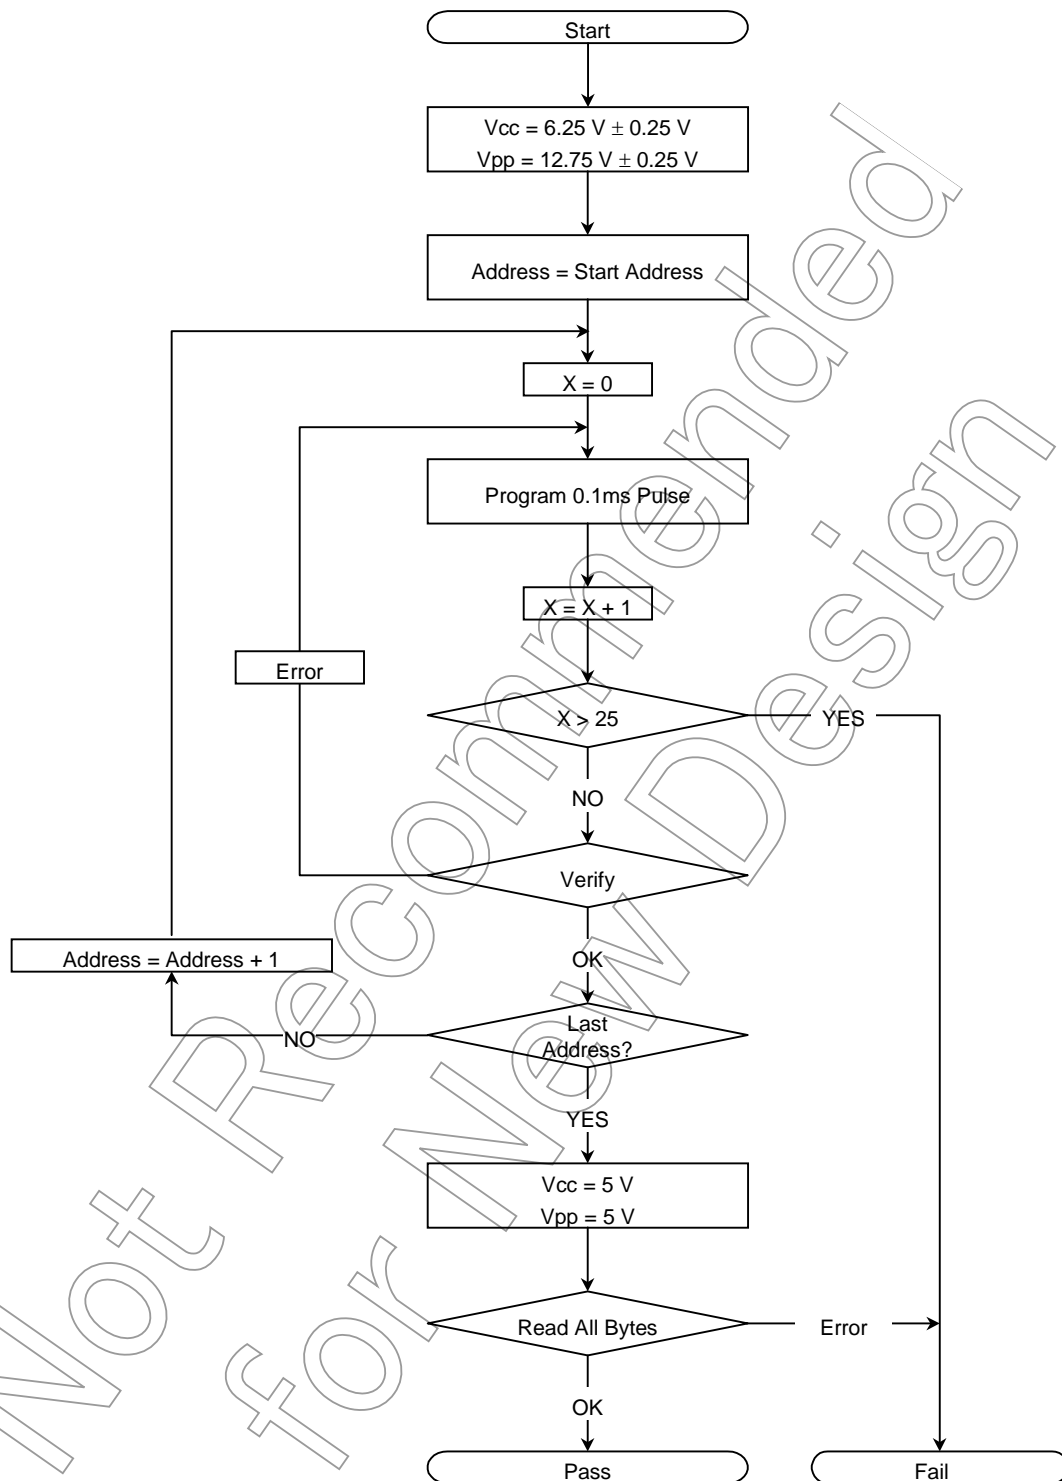 Start
Vcc = 6.25 V ± 0.25 V
Vpp = 12.75 V ± 0.25 V
Address = Start Address
X = 0
Program 0.1ms Pulse
X = X + 1
Error
X > 25
YES
NO
Verify
Address = Address + 1
OK
NO
Last
Address?
YES
Vcc = 5 V
Vpp = 5 V
Read All Bytes
Error
OK
Pass
Fail
Not Recommended
for New Design